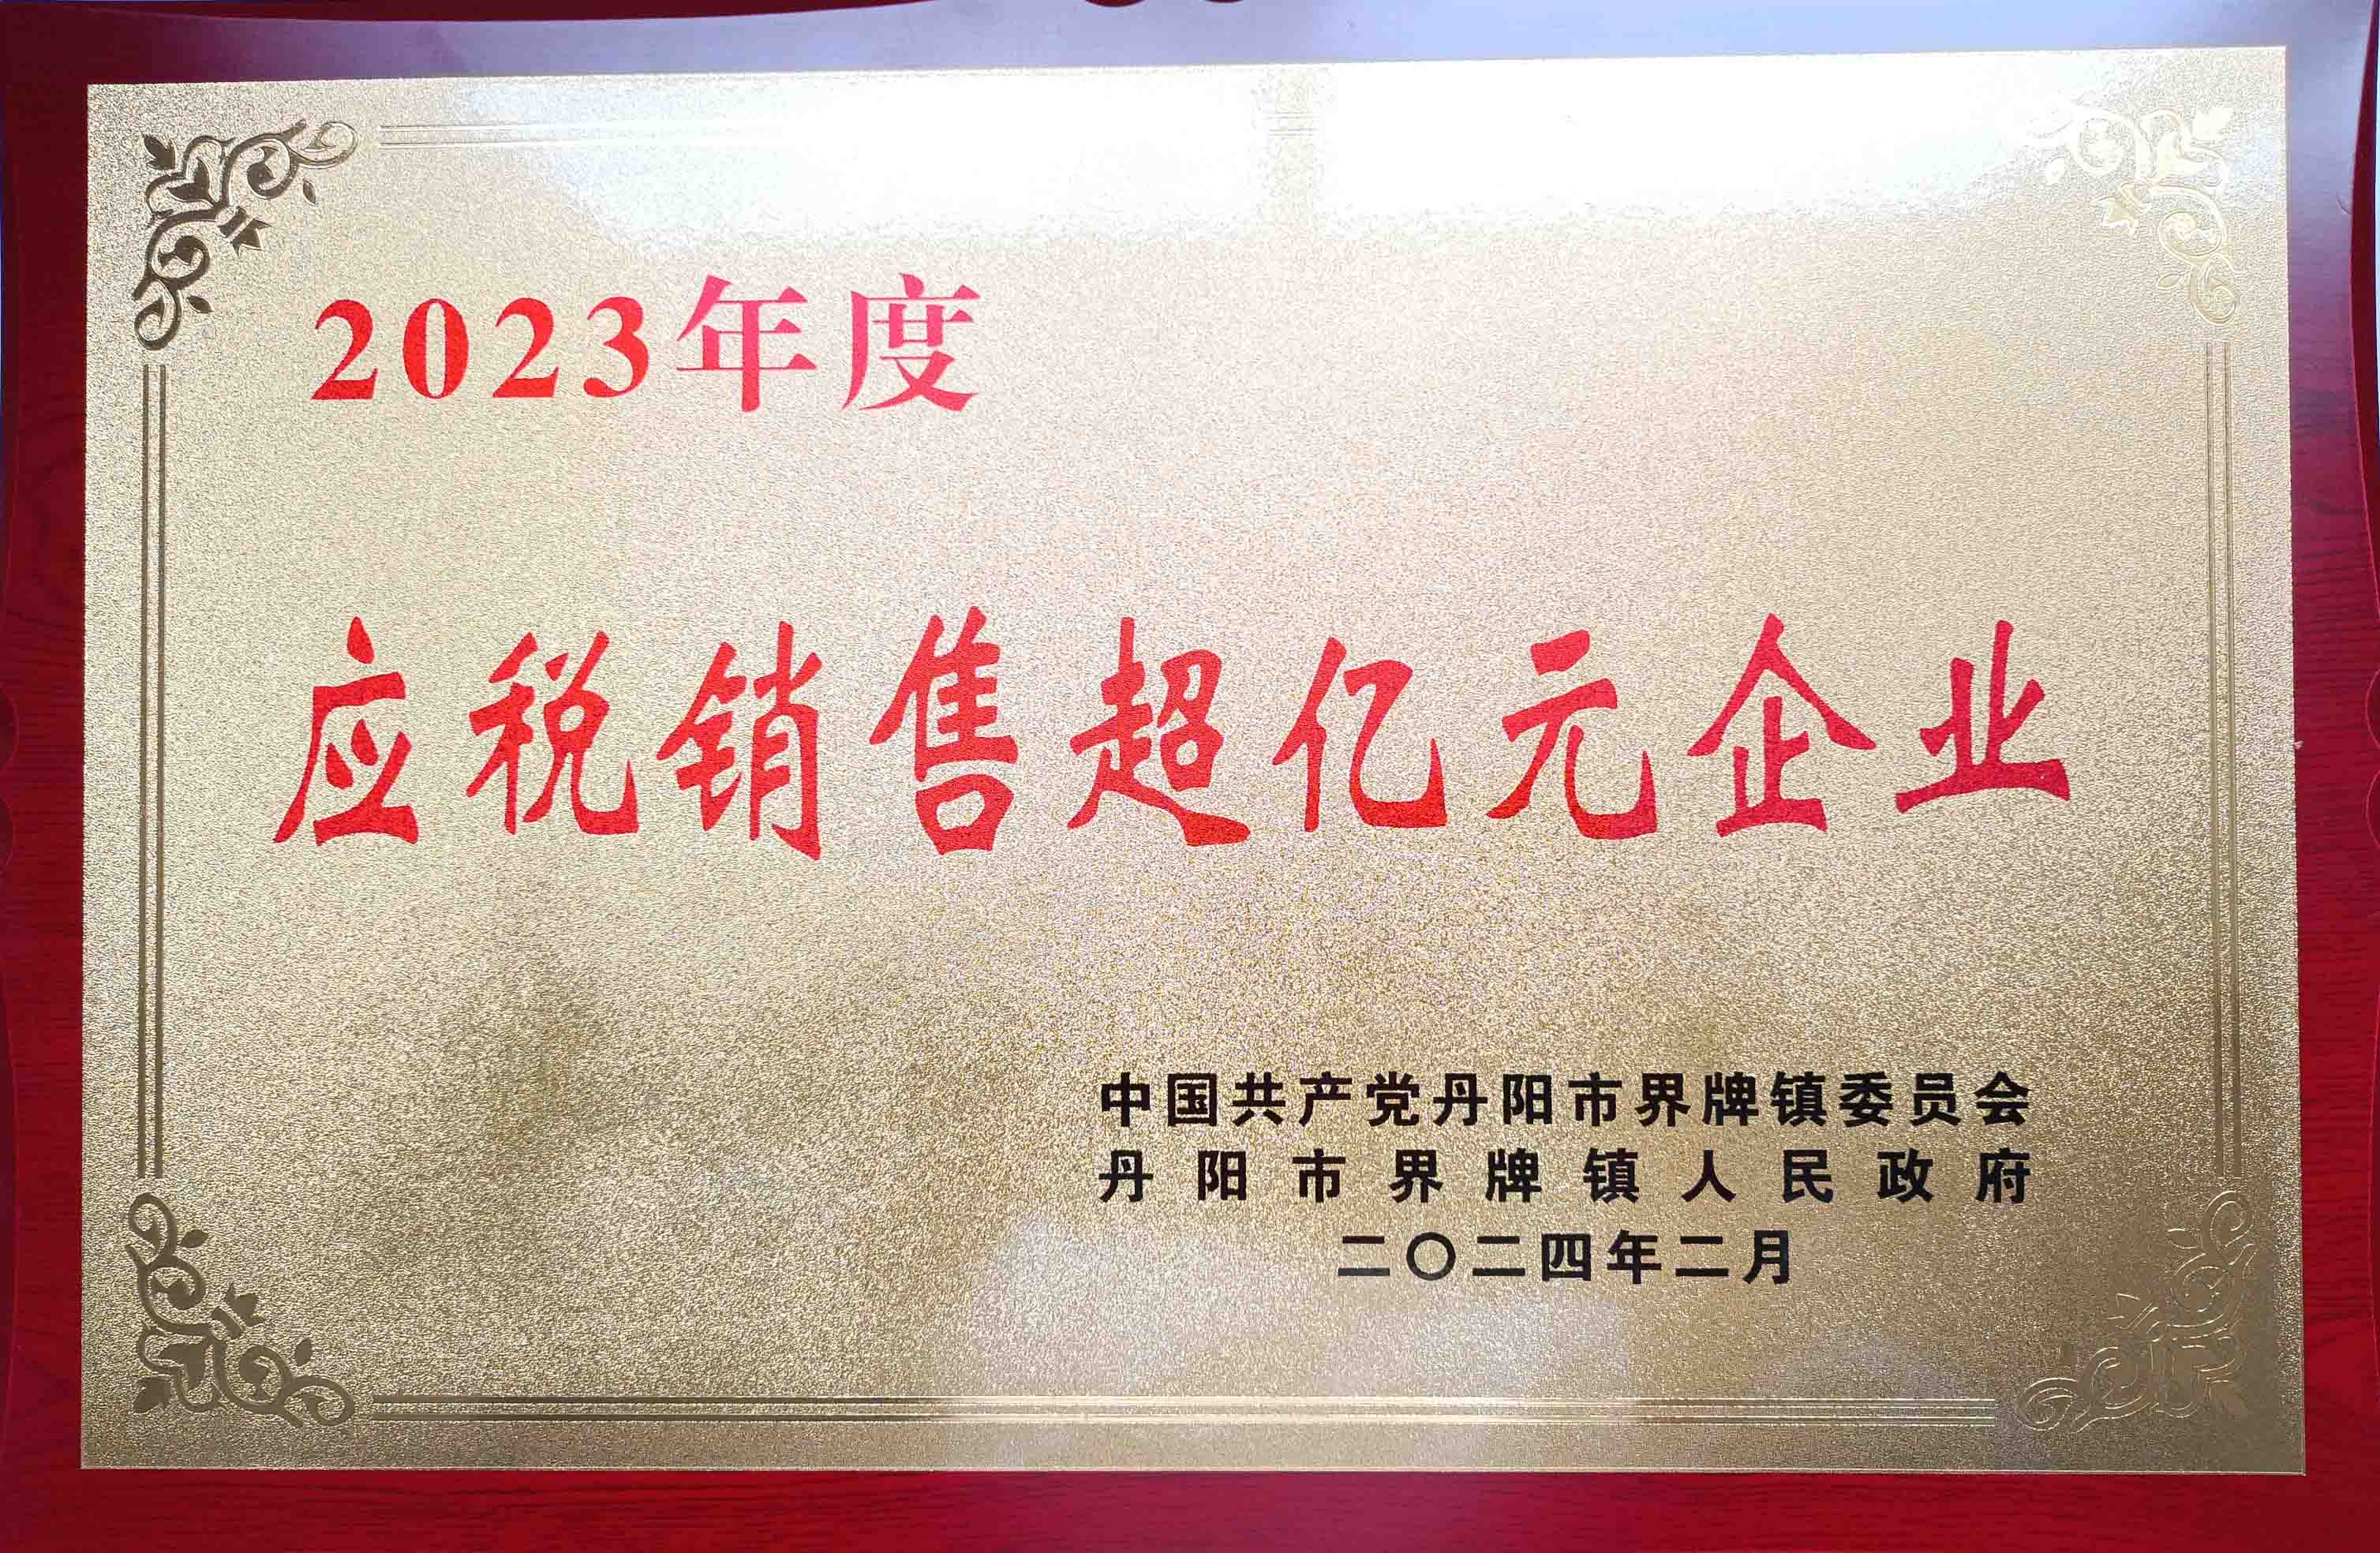 2023年度
应税销售超亿元企业
中国共产党丹阳市界牌镇委员会
丹阳市界牌镇人民政府
二〇二四年二月